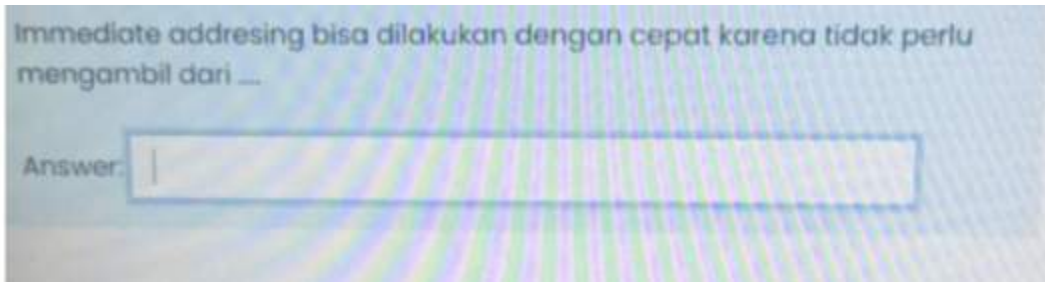 Immediate addresing bisa dilakukan dengan cepat karena tidak perlu
mengambil dari ....
Answer: